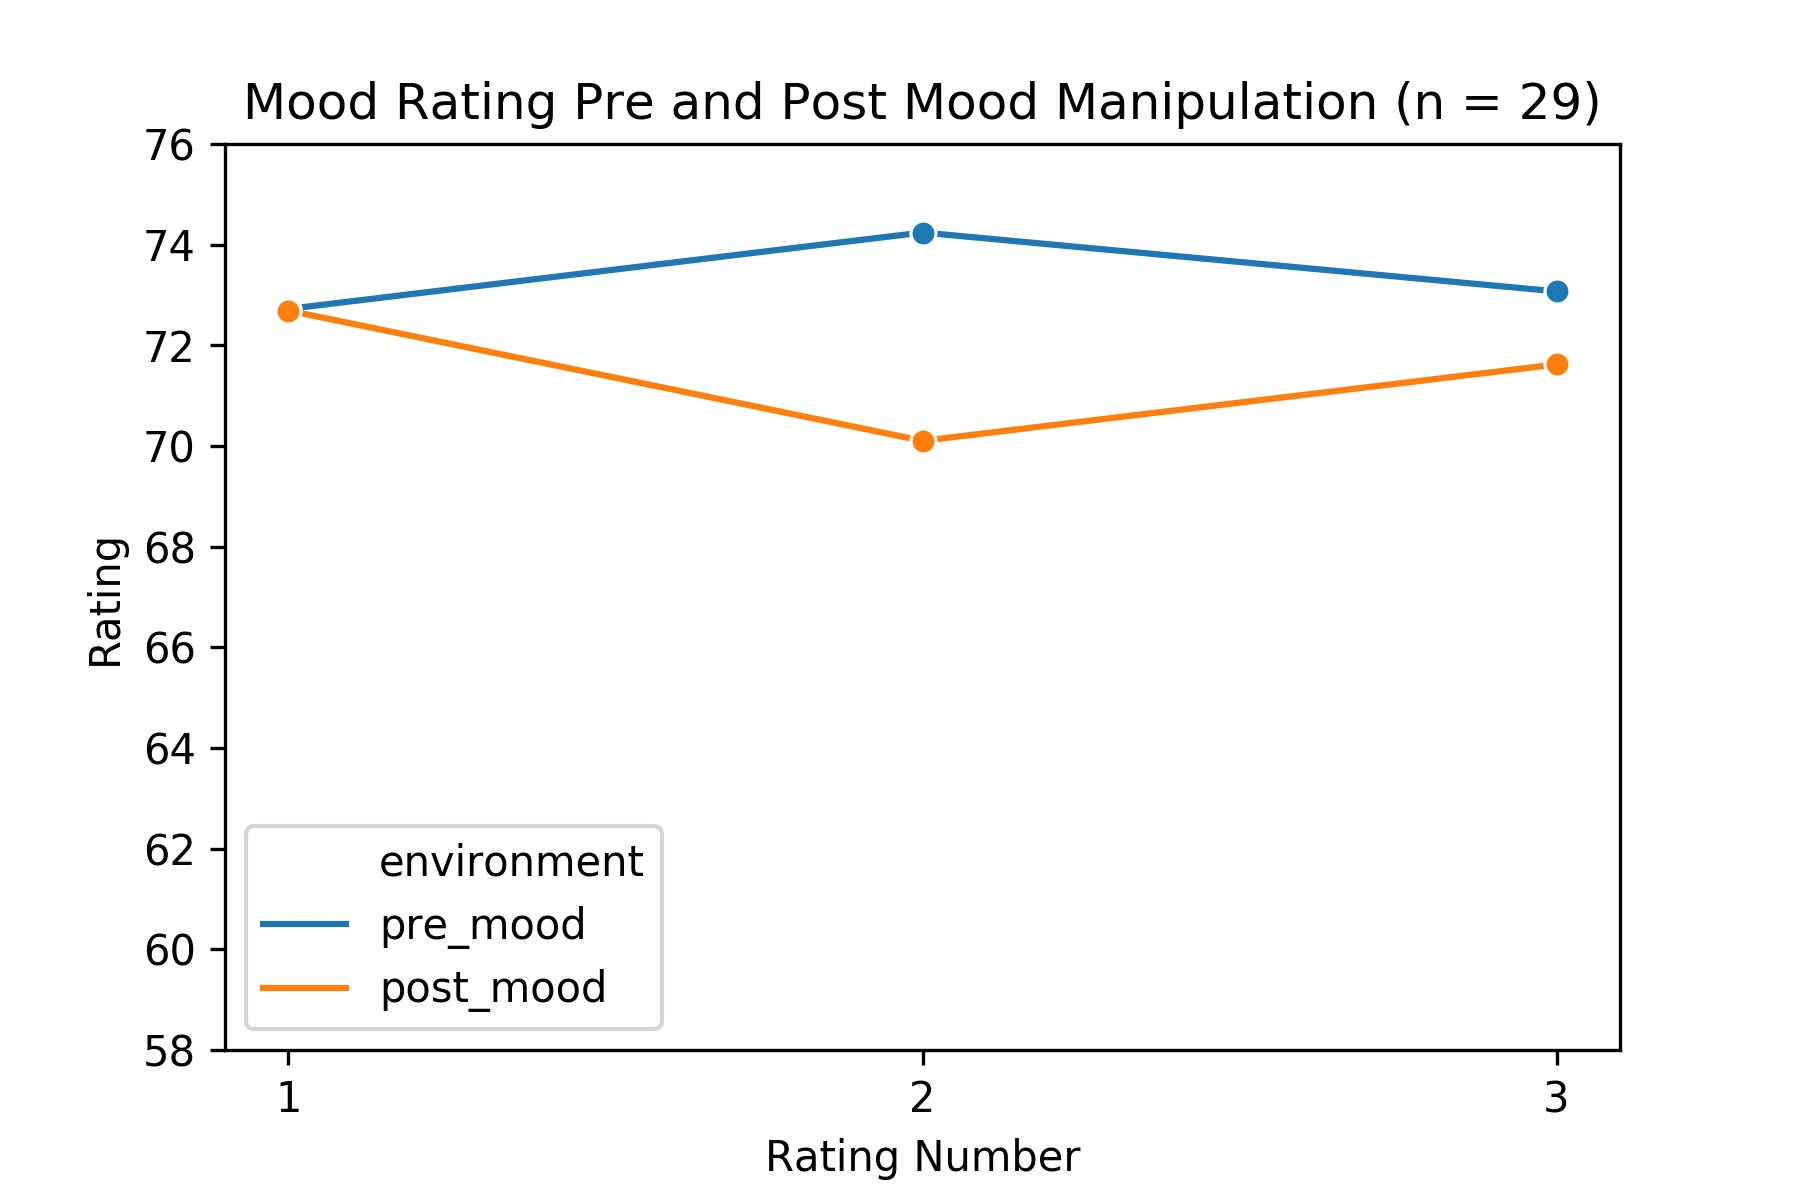 Mood Rating Pre and Post Mood Manipulation (n = 29)
76
74
72
70
68
66
64
62
60
58
Rating
environment
pre_mood
post_mood
1 2 3
Rating Number